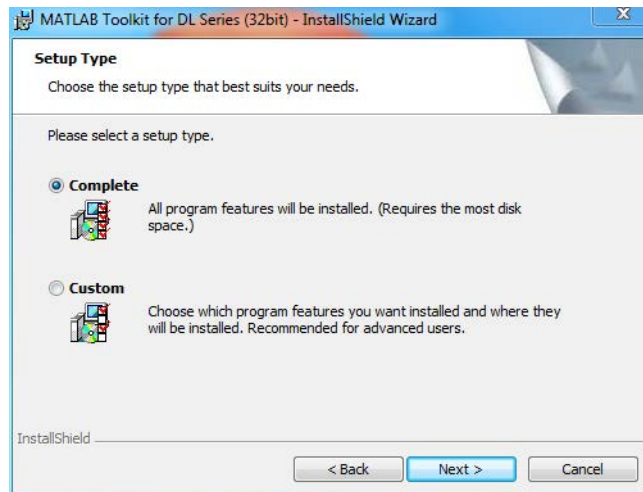 MATLAB Toolkit for DL Series (32bit) - InstallShield Wizard
Setup Type
Choose the setup type that best suits your needs.
Please select a setup type.
Complete
All program features will be installed. (Requires the most disk
space.)
Custom
Choose which program features you want installed and where they
will be installed. Recommended for advanced users.
InstallShield
< Back Next > Cancel